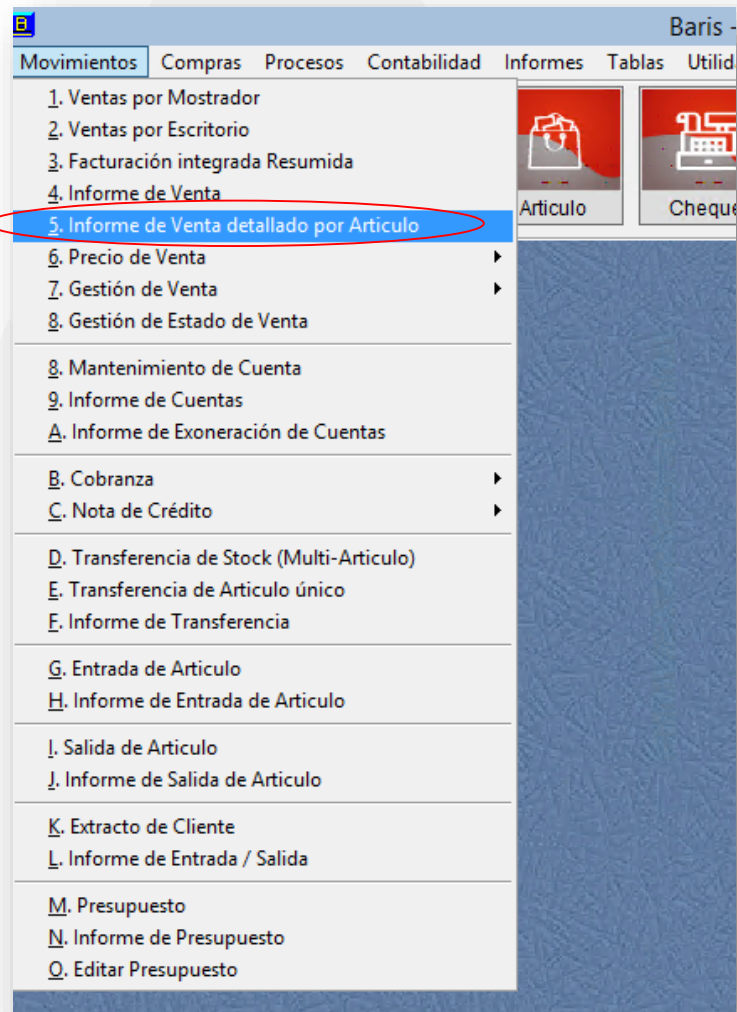 B
Baris -
Movimientos Compras Procesos Contabilidad Informes Tablas Utilid
1. Ventas por Mostrador
2. Ventas por Escritorio
3. Facturación integrada Resumida
4. Informe de Venta
Articulo Cheque
5. Informe de Venta detallado por Articulo
6. Precio de Venta
7. Gestión de Venta
8. Gestión de Estado de Venta
8. Mantenimiento de Cuenta
9. Informe de Cuentas
A. Informe de Exoneración de Cuentas
B. Cobranza
C. Nota de Crédito
D. Transferencia de Stock (Multi-Articulo)
E. Transferencia de Articulo único
F. Informe de Transferencia
G. Entrada de Articulo
H. Informe de Entrada de Articulo
I. Salida de Articulo
J. Informe de Salida de Articulo
K. Extracto de Cliente
L. Informe de Entrada / Salida
M. Presupuesto
N. Informe de Presupuesto
O. Editar Presupuesto